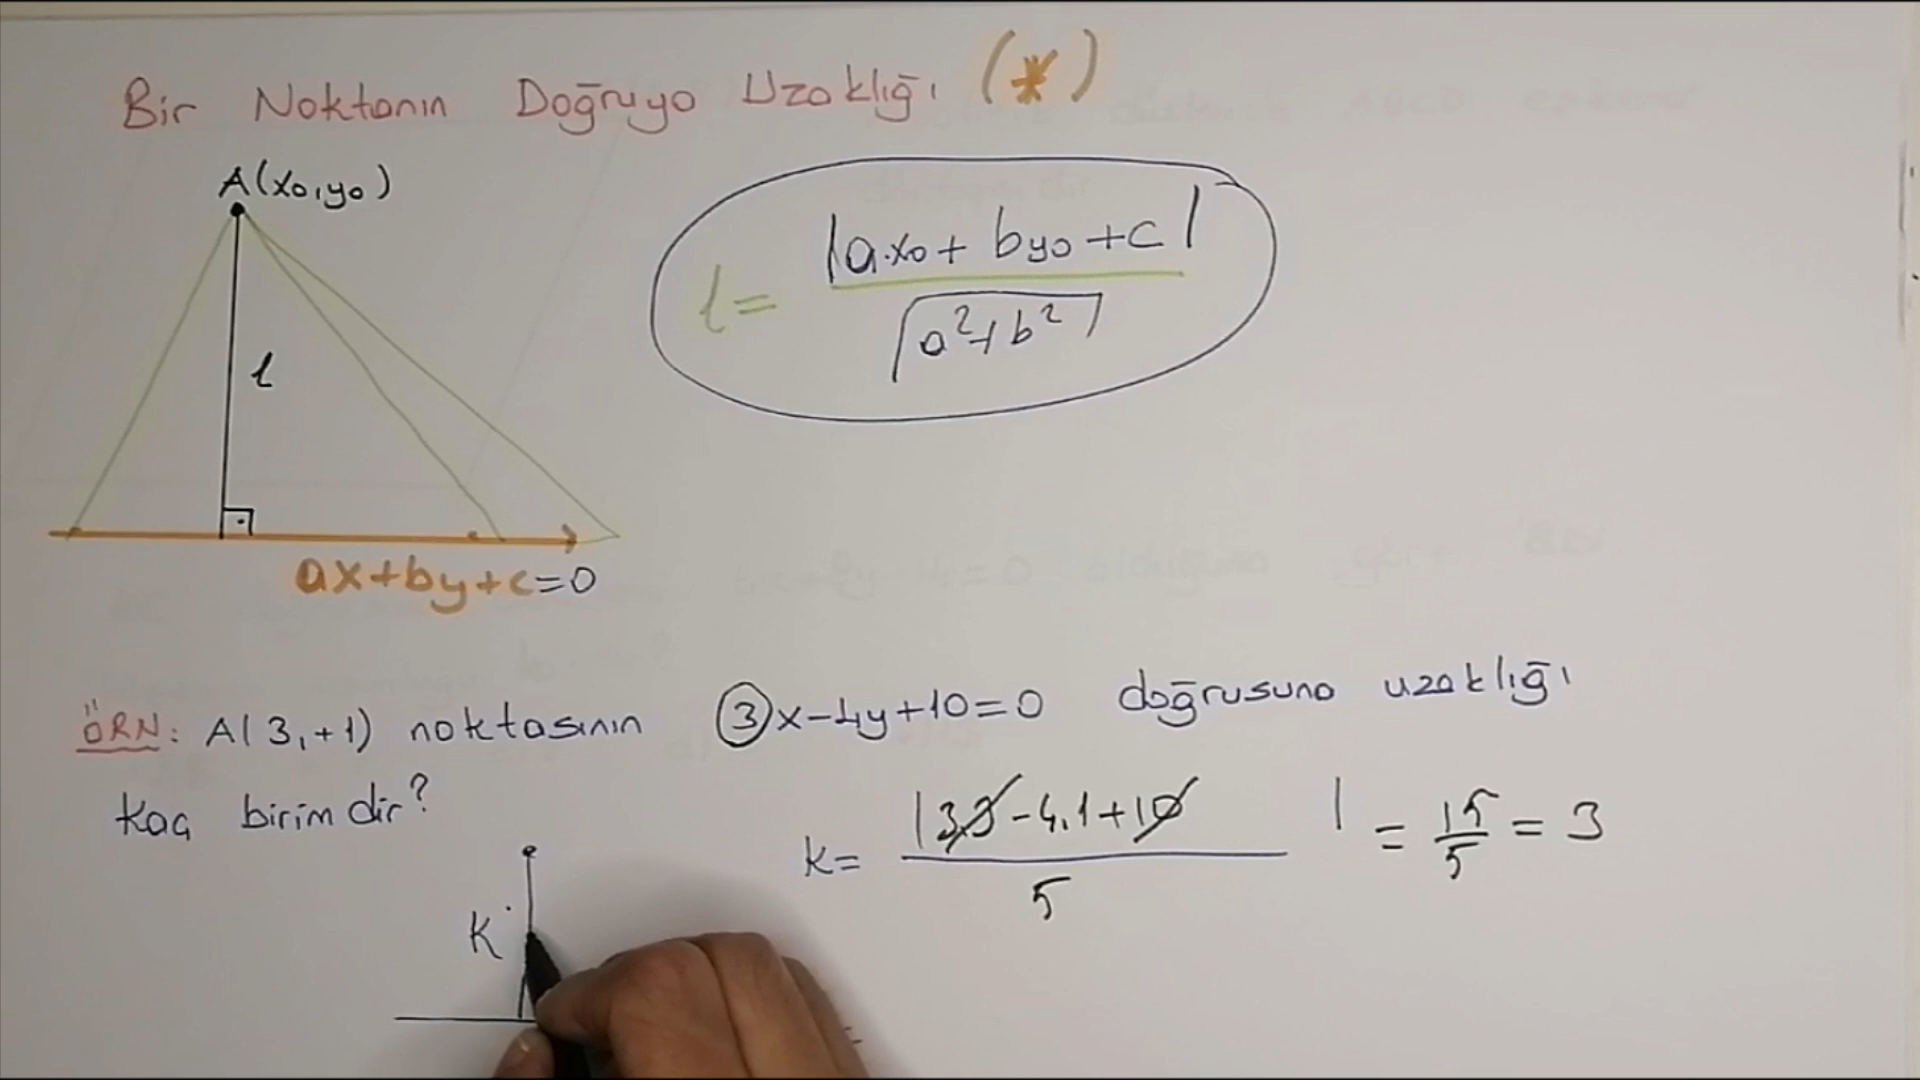 Bir Noktanın Doğruya Uzaklığı (*)
A(x₀,y₀)
l = |a.x₀ + by₀ + c| / √(a² + b²)
l
ax+by+c=0
ÖRN: A(3,+1) noktasının 3x-4y+10=0 doğrusuna uzaklığı
kaç birimdir?
k = |3.3-4.1+10| / 5 = 15/5 = 3
K